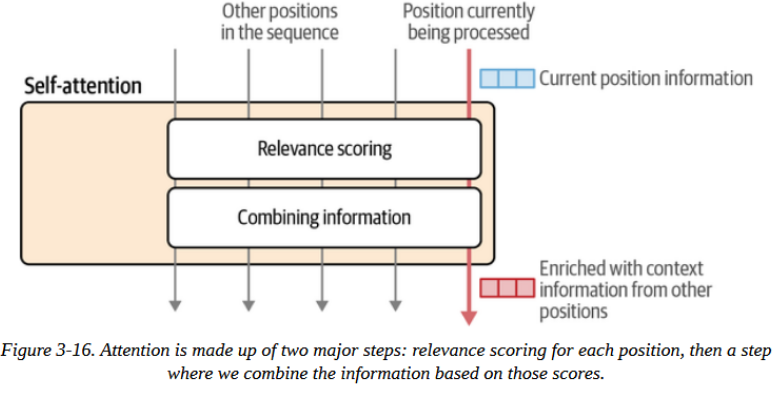 Other positions
in the sequence
Position currently
being processed
Self-attention
Current position information
Relevance scoring
Combining information
Enriched with context
information from other
positions
Figure 3-16. Attention is made up of two major steps: relevance scoring for each position, then a step
where we combine the information based on those scores.